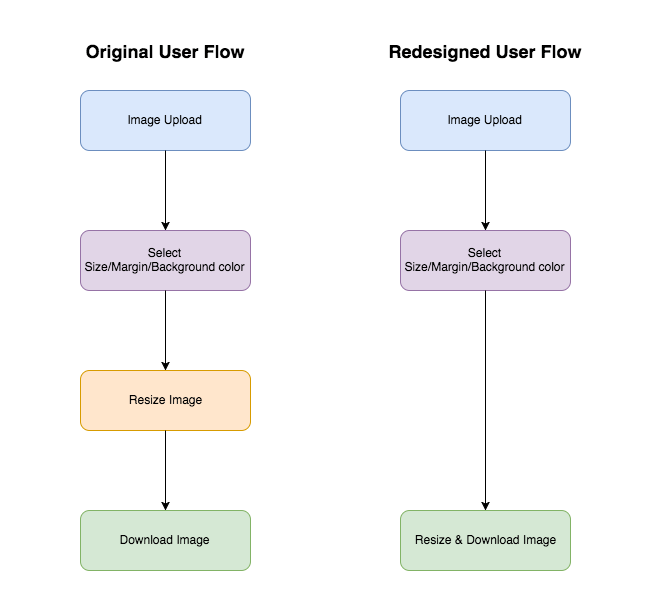 Original User Flow
Redesigned User Flow
Image Upload
Image Upload
Select
Size/Margin/Background color
Select
Size/Margin/Background color
Resize Image
Download Image
Resize & Download Image